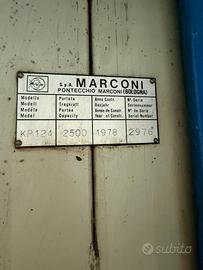 S.p.A. MARCONI
PONTECCHIO MARCONI (BOLOGNA)
Modello Portata Anno Costr. N° Serie
Modell Tragkraft Baujahr Seriennummer
Modèle Portée Année de Constr. N° de Série
Model Capacity Year of Constr. Serial Number
KP124 2500 1978 2976
subito